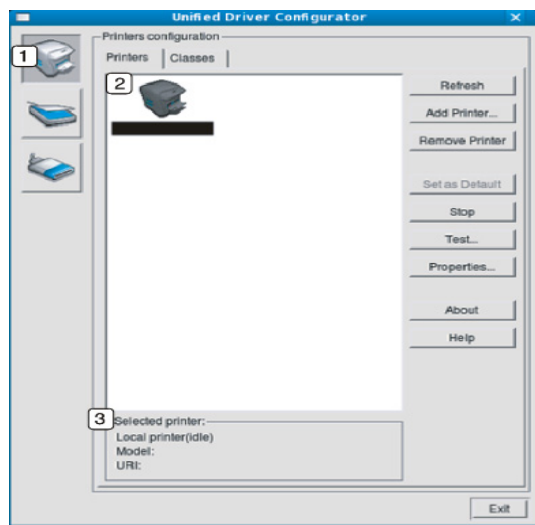 Unified Driver Configurator
Printers configuration
1
Printers Classes
2
Refresh
Add Printer...
Remove Printer
Set as Default
Stop
Test...
Properties...
About
Help
3
Selected printer:
Local printer(idle)
Model:
URI:
Exit